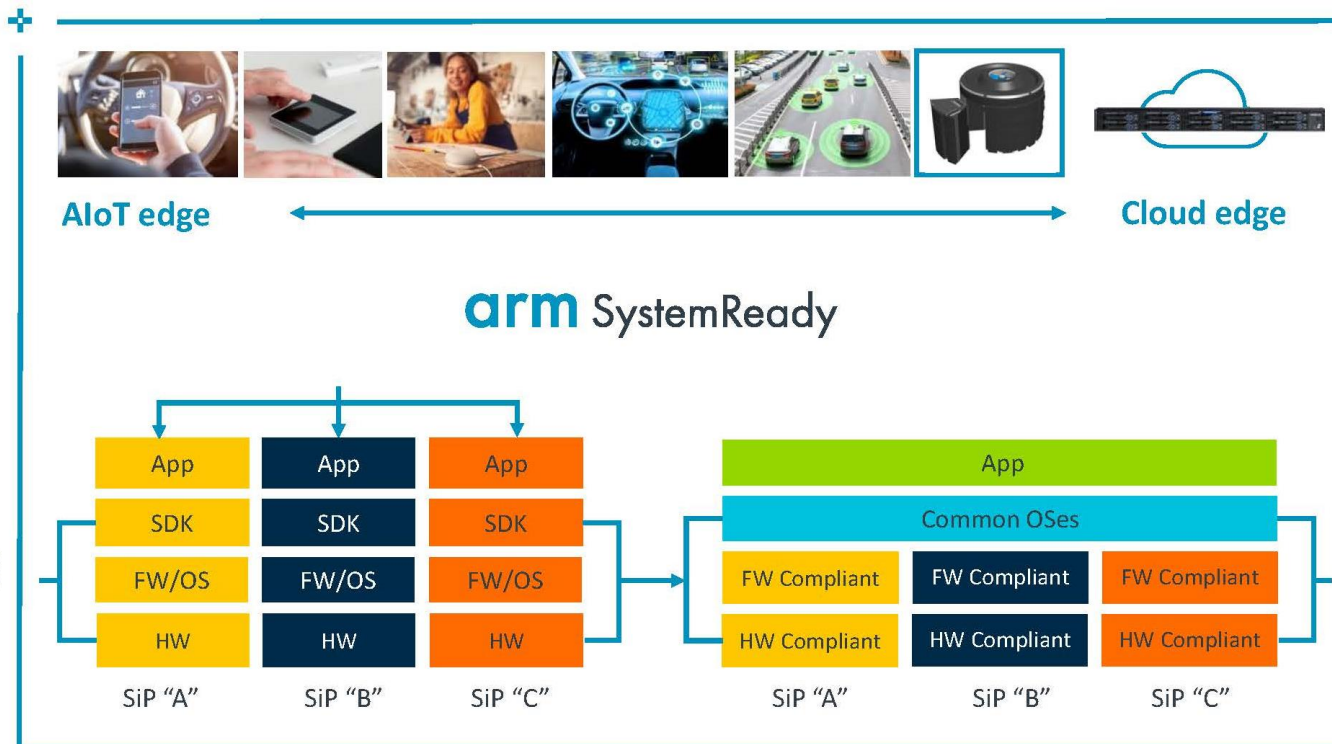 AIoT edge
Cloud edge
arm SystemReady
App App App
SDK SDK SDK
FW/OS FW/OS FW/OS
HW HW HW
SiP “A” SiP “B” SiP “C”
App
Common OSes
FW Compliant FW Compliant FW Compliant
HW Compliant HW Compliant HW Compliant
SiP “A” SiP “B” SiP “C”